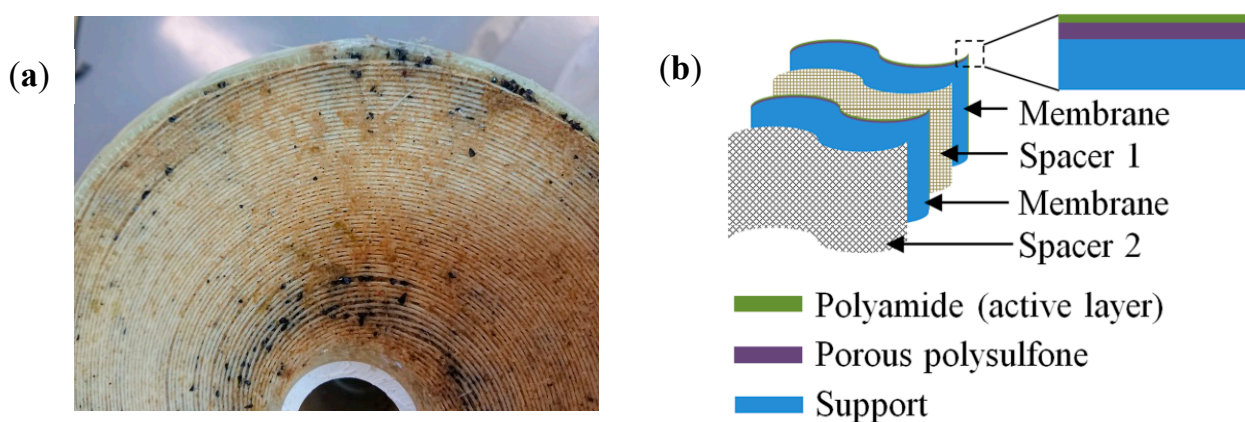 (a)
(b)
Membrane
Spacer 1
Membrane
Spacer 2
Polyamide (active layer)
Porous polysulfone
Support